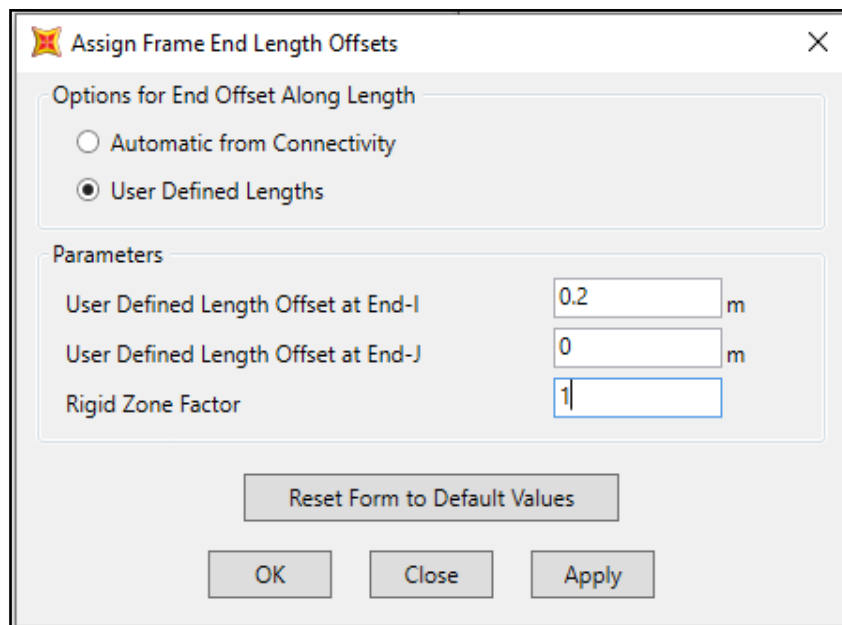 Assign Frame End Length Offsets
Options for End Offset Along Length
Automatic from Connectivity
User Defined Lengths
Parameters
User Defined Length Offset at End-I 0.2 m
User Defined Length Offset at End-J 0 m
Rigid Zone Factor 1
Reset Form to Default Values
OK Close Apply